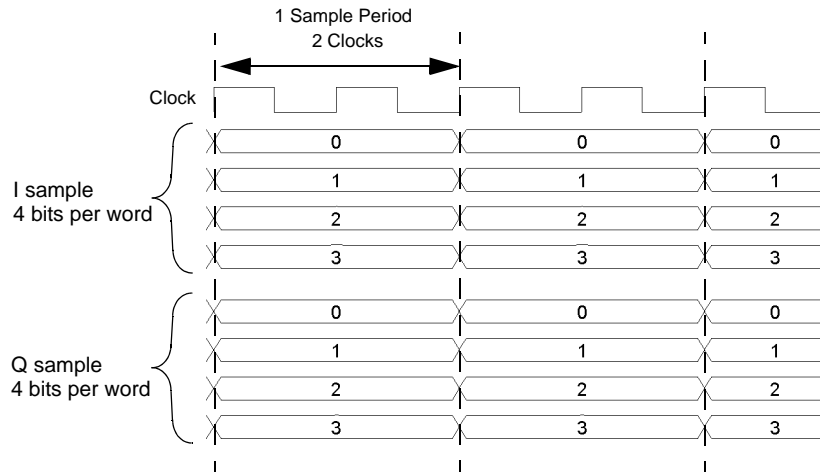 1 Sample Period
2 Clocks
Clock
I sample
4 bits per word
0 0 0
1 1 1
2 2 2
3 3 3
Q sample
4 bits per word
0 0 0
1 1 1
2 2 2
3 3 3